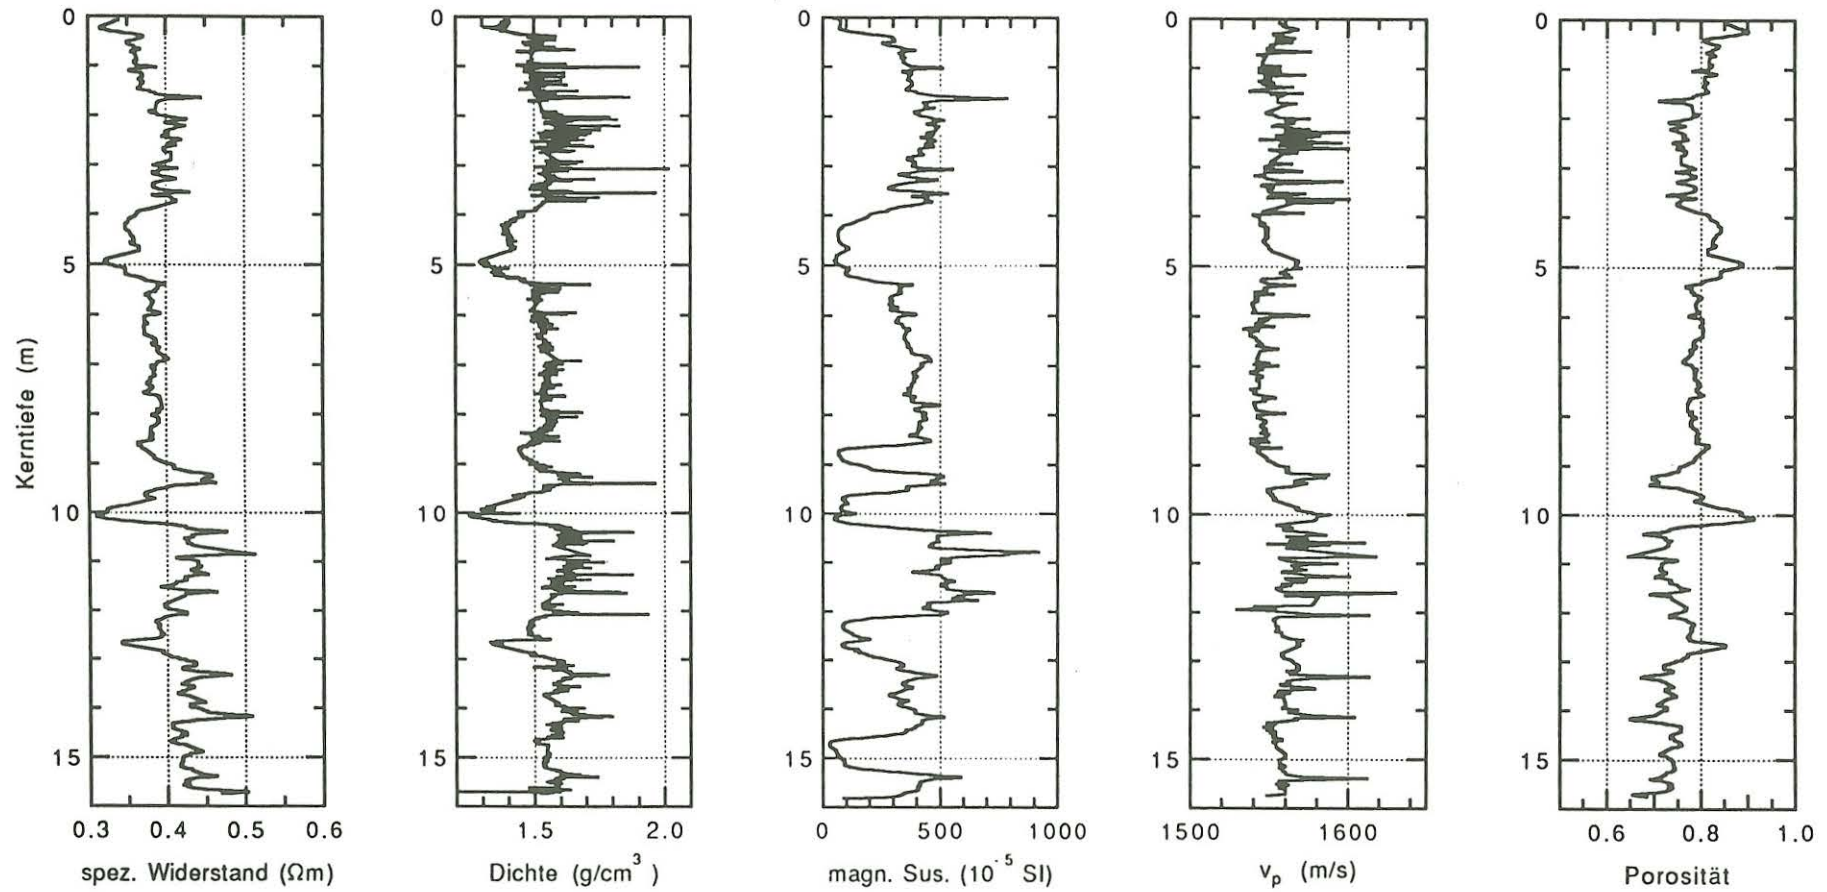 0 0 0 0 0
5 5 5 5 5
10 10 10 10 10
15 15 15 15 15
Kerntiefe (m)
0.3 0.4 0.5 0.6 1.5 2.0 0 500 1000 1500 1600 0.6 0.8 1.0
spez. Widerstand (Ωm) Dichte (g/cm³) magn. Sus. (10⁻⁵ SI) vₚ (m/s) Porosität